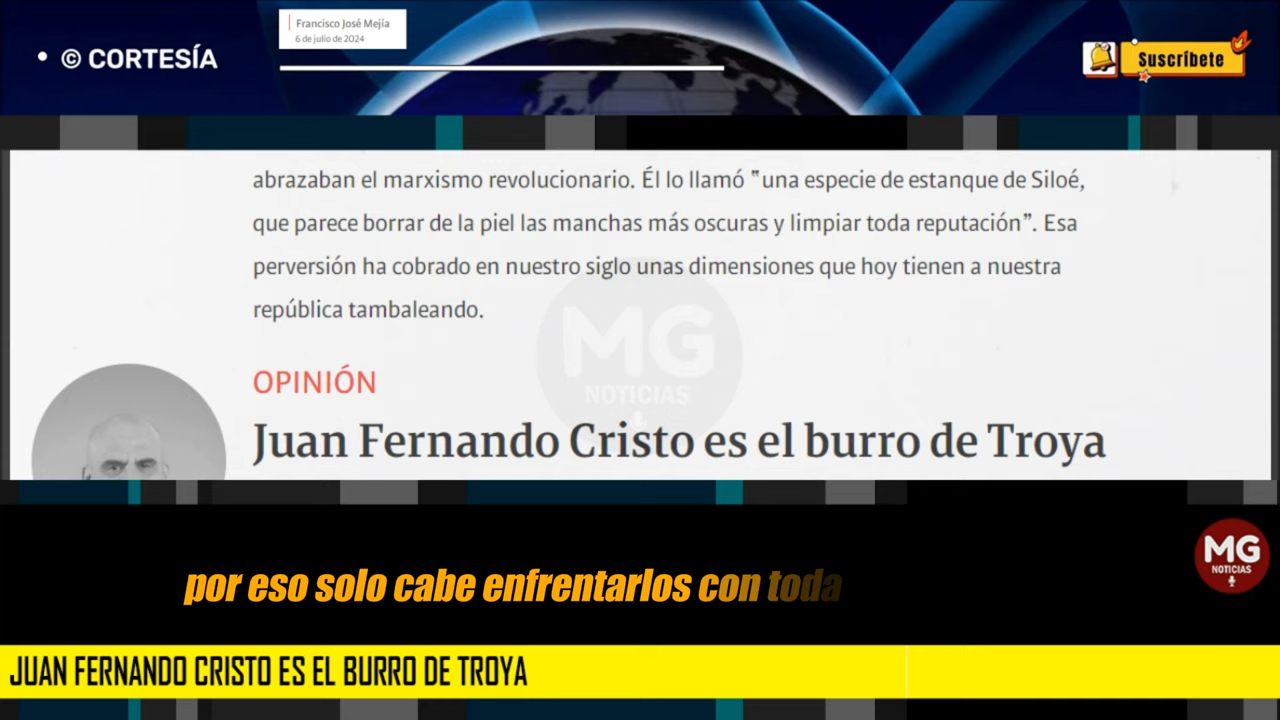 • © CORTESÍA
Francisco José Mejía
6 de julio de 2024
Suscríbete
abrazaban el marxismo revolucionario. Él lo llamó "una especie de estanque de Siloé,
que parece borrar de la piel las manchas más oscuras y limpiar toda reputación”. Esa
perversión ha cobrado en nuestro siglo unas dimensiones que hoy tienen a nuestra
república tambaleando.
MG
NOTICIAS
OPINIÓN
Juan Fernando Cristo es el burro de Troya
MG
NOTICIAS
por eso solo cabe enfrentarlos con toda
JUAN FERNANDO CRISTO ES EL BURRO DE TROYA